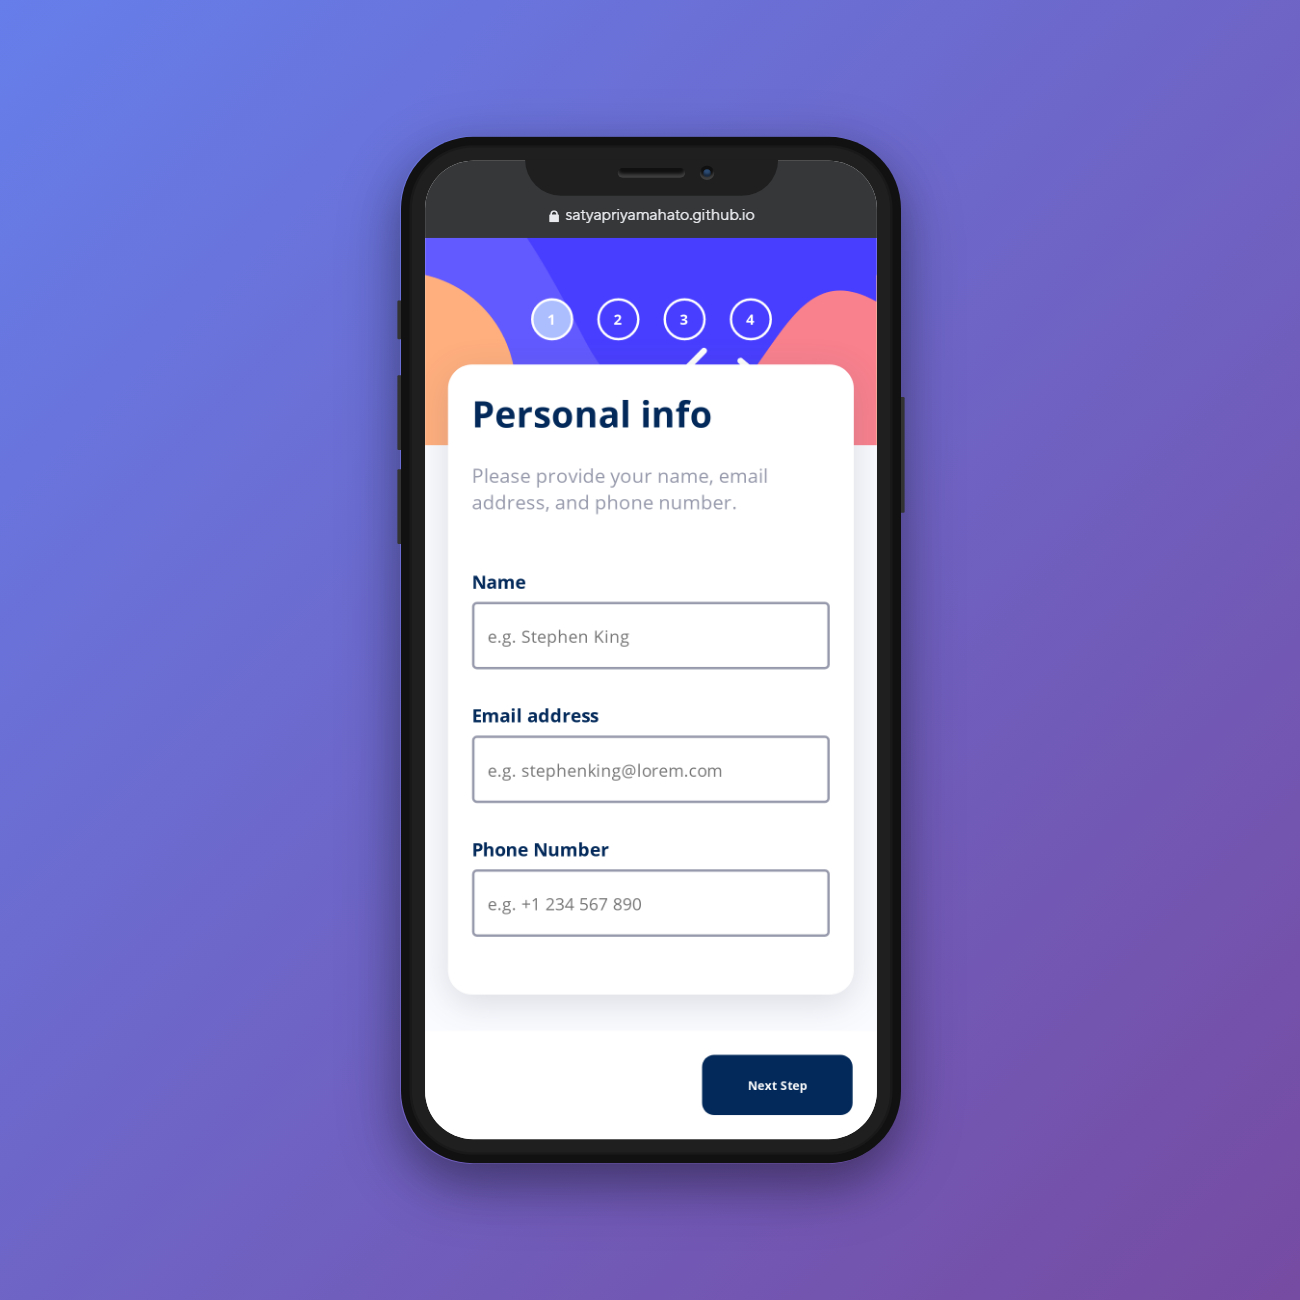 satyapriyamahato.github.io
1 2 3 4
Personal info
Please provide your name, email
address, and phone number.
Name
e.g. Stephen King
Email address
e.g. stephenking@lorem.com
Phone Number
e.g. +1 234 567 890
Next Step